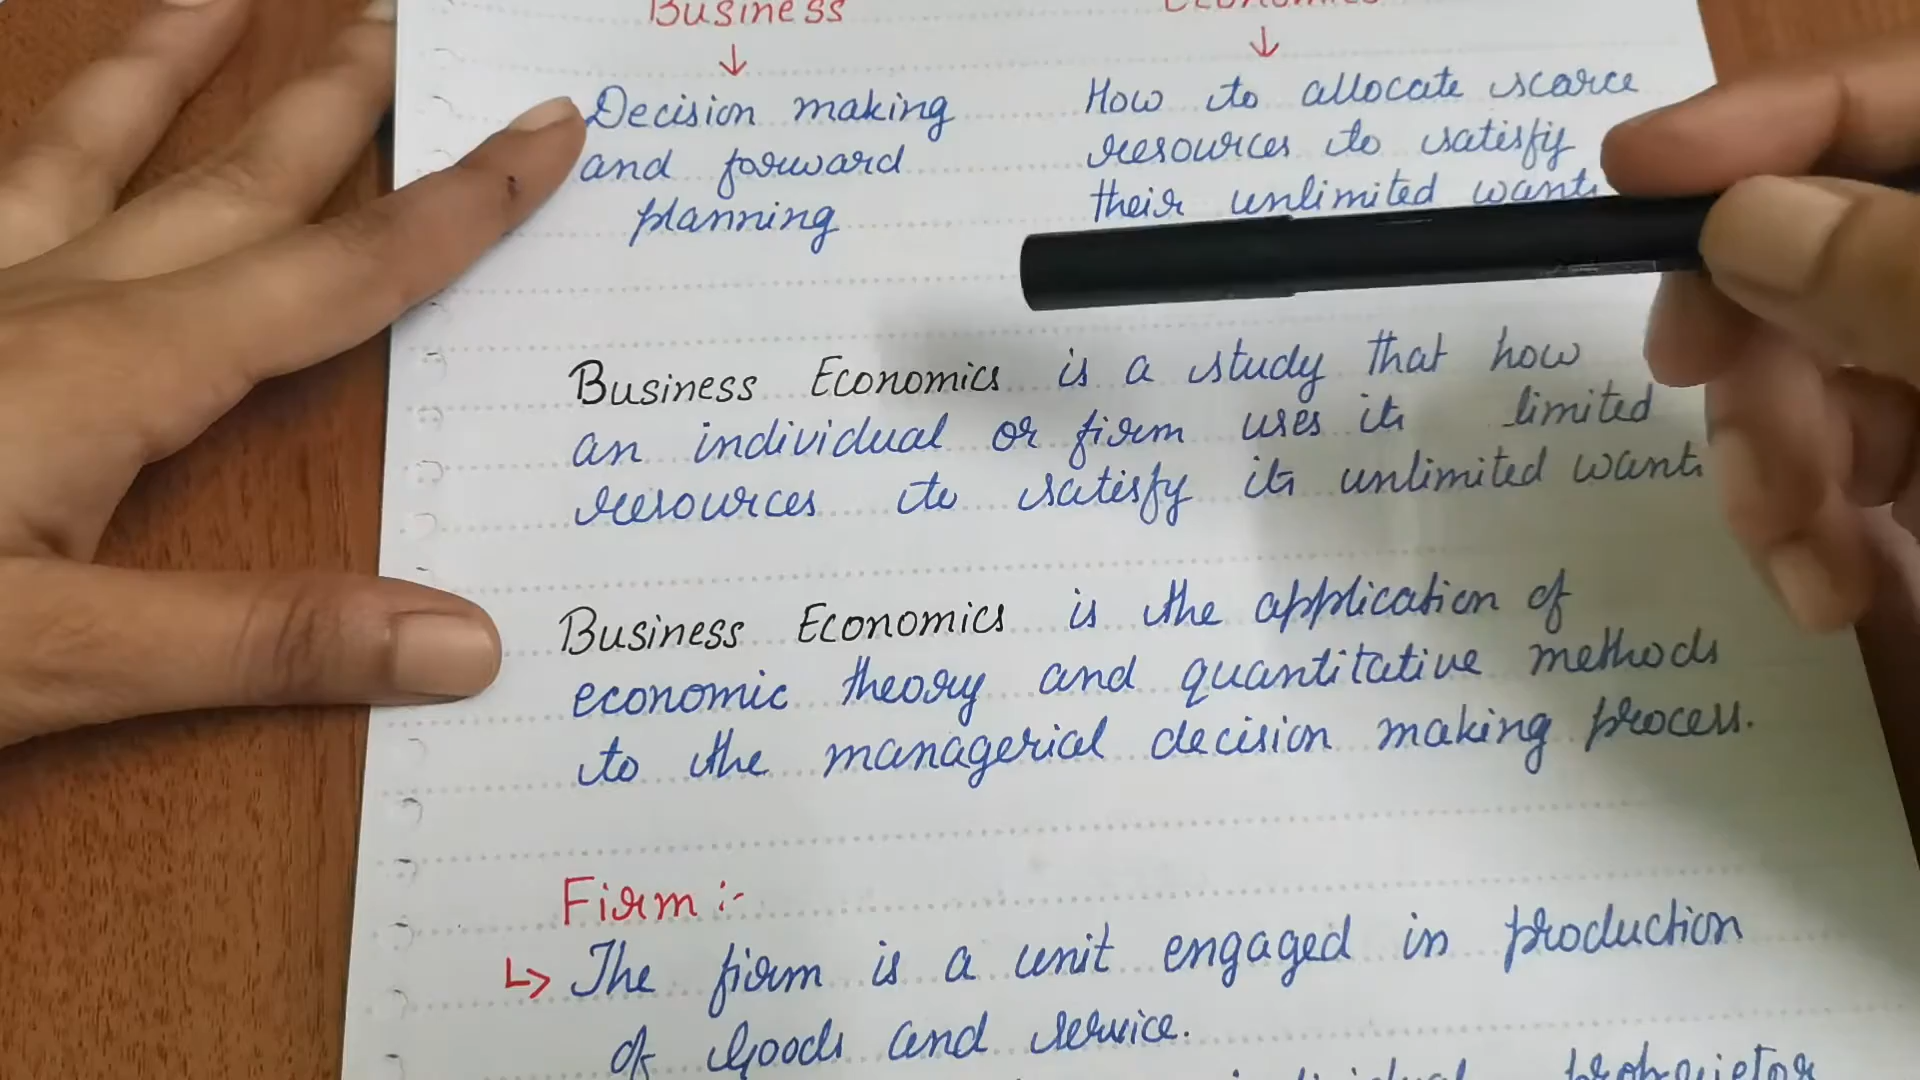 Business Economics
↓ ↓
Decision making
and forward
planning
How to allocate scarce
resources to satisfy
their unlimited wants
Business Economics is a study that how
an individual or firm uses its limited
resources to satisfy its unlimited wants
Business Economics is the application of
economic theory and quantitative methods
to the managerial decision making process.
Firm :-
↳ The firm is a unit engaged in production
of Goods and service.
individual proprietor